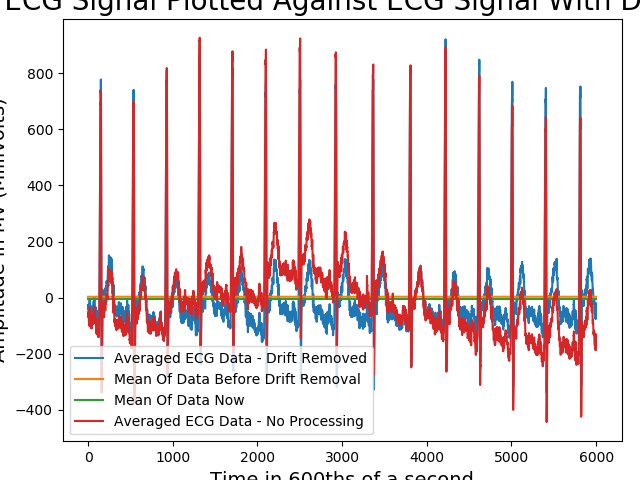 ECG Signal Plotted Against ECG Signal With D
Amplitude in MV (Millivolts)
800
600
400
200
0
−200
−400
Averaged ECG Data - Drift Removed
Mean Of Data Before Drift Removal
Mean Of Data Now
Averaged ECG Data - No Processing
0 1000 2000 3000 4000 5000 6000
Time in 600ths of a second